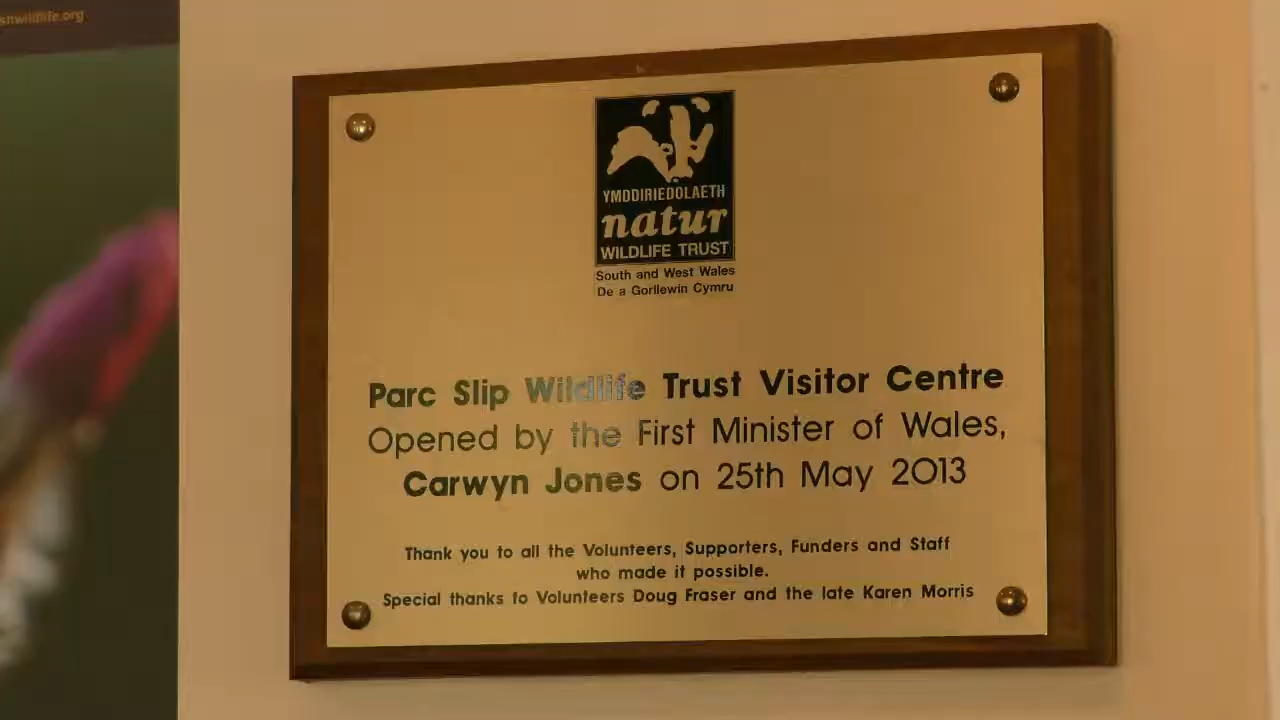 snwildlife.org
YMDDIRIEDOLAETH
natur
WILDLIFE TRUST
South and West Wales
De a Gorllewin Cymru
Parc Slip Wildlife Trust Visitor Centre
Opened by the First Minister of Wales,
Carwyn Jones on 25th May 2013
Thank you to all the Volunteers, Supporters, Funders and Staff
who made it possible.
Special thanks to Volunteers Doug Fraser and the late Karen Morris